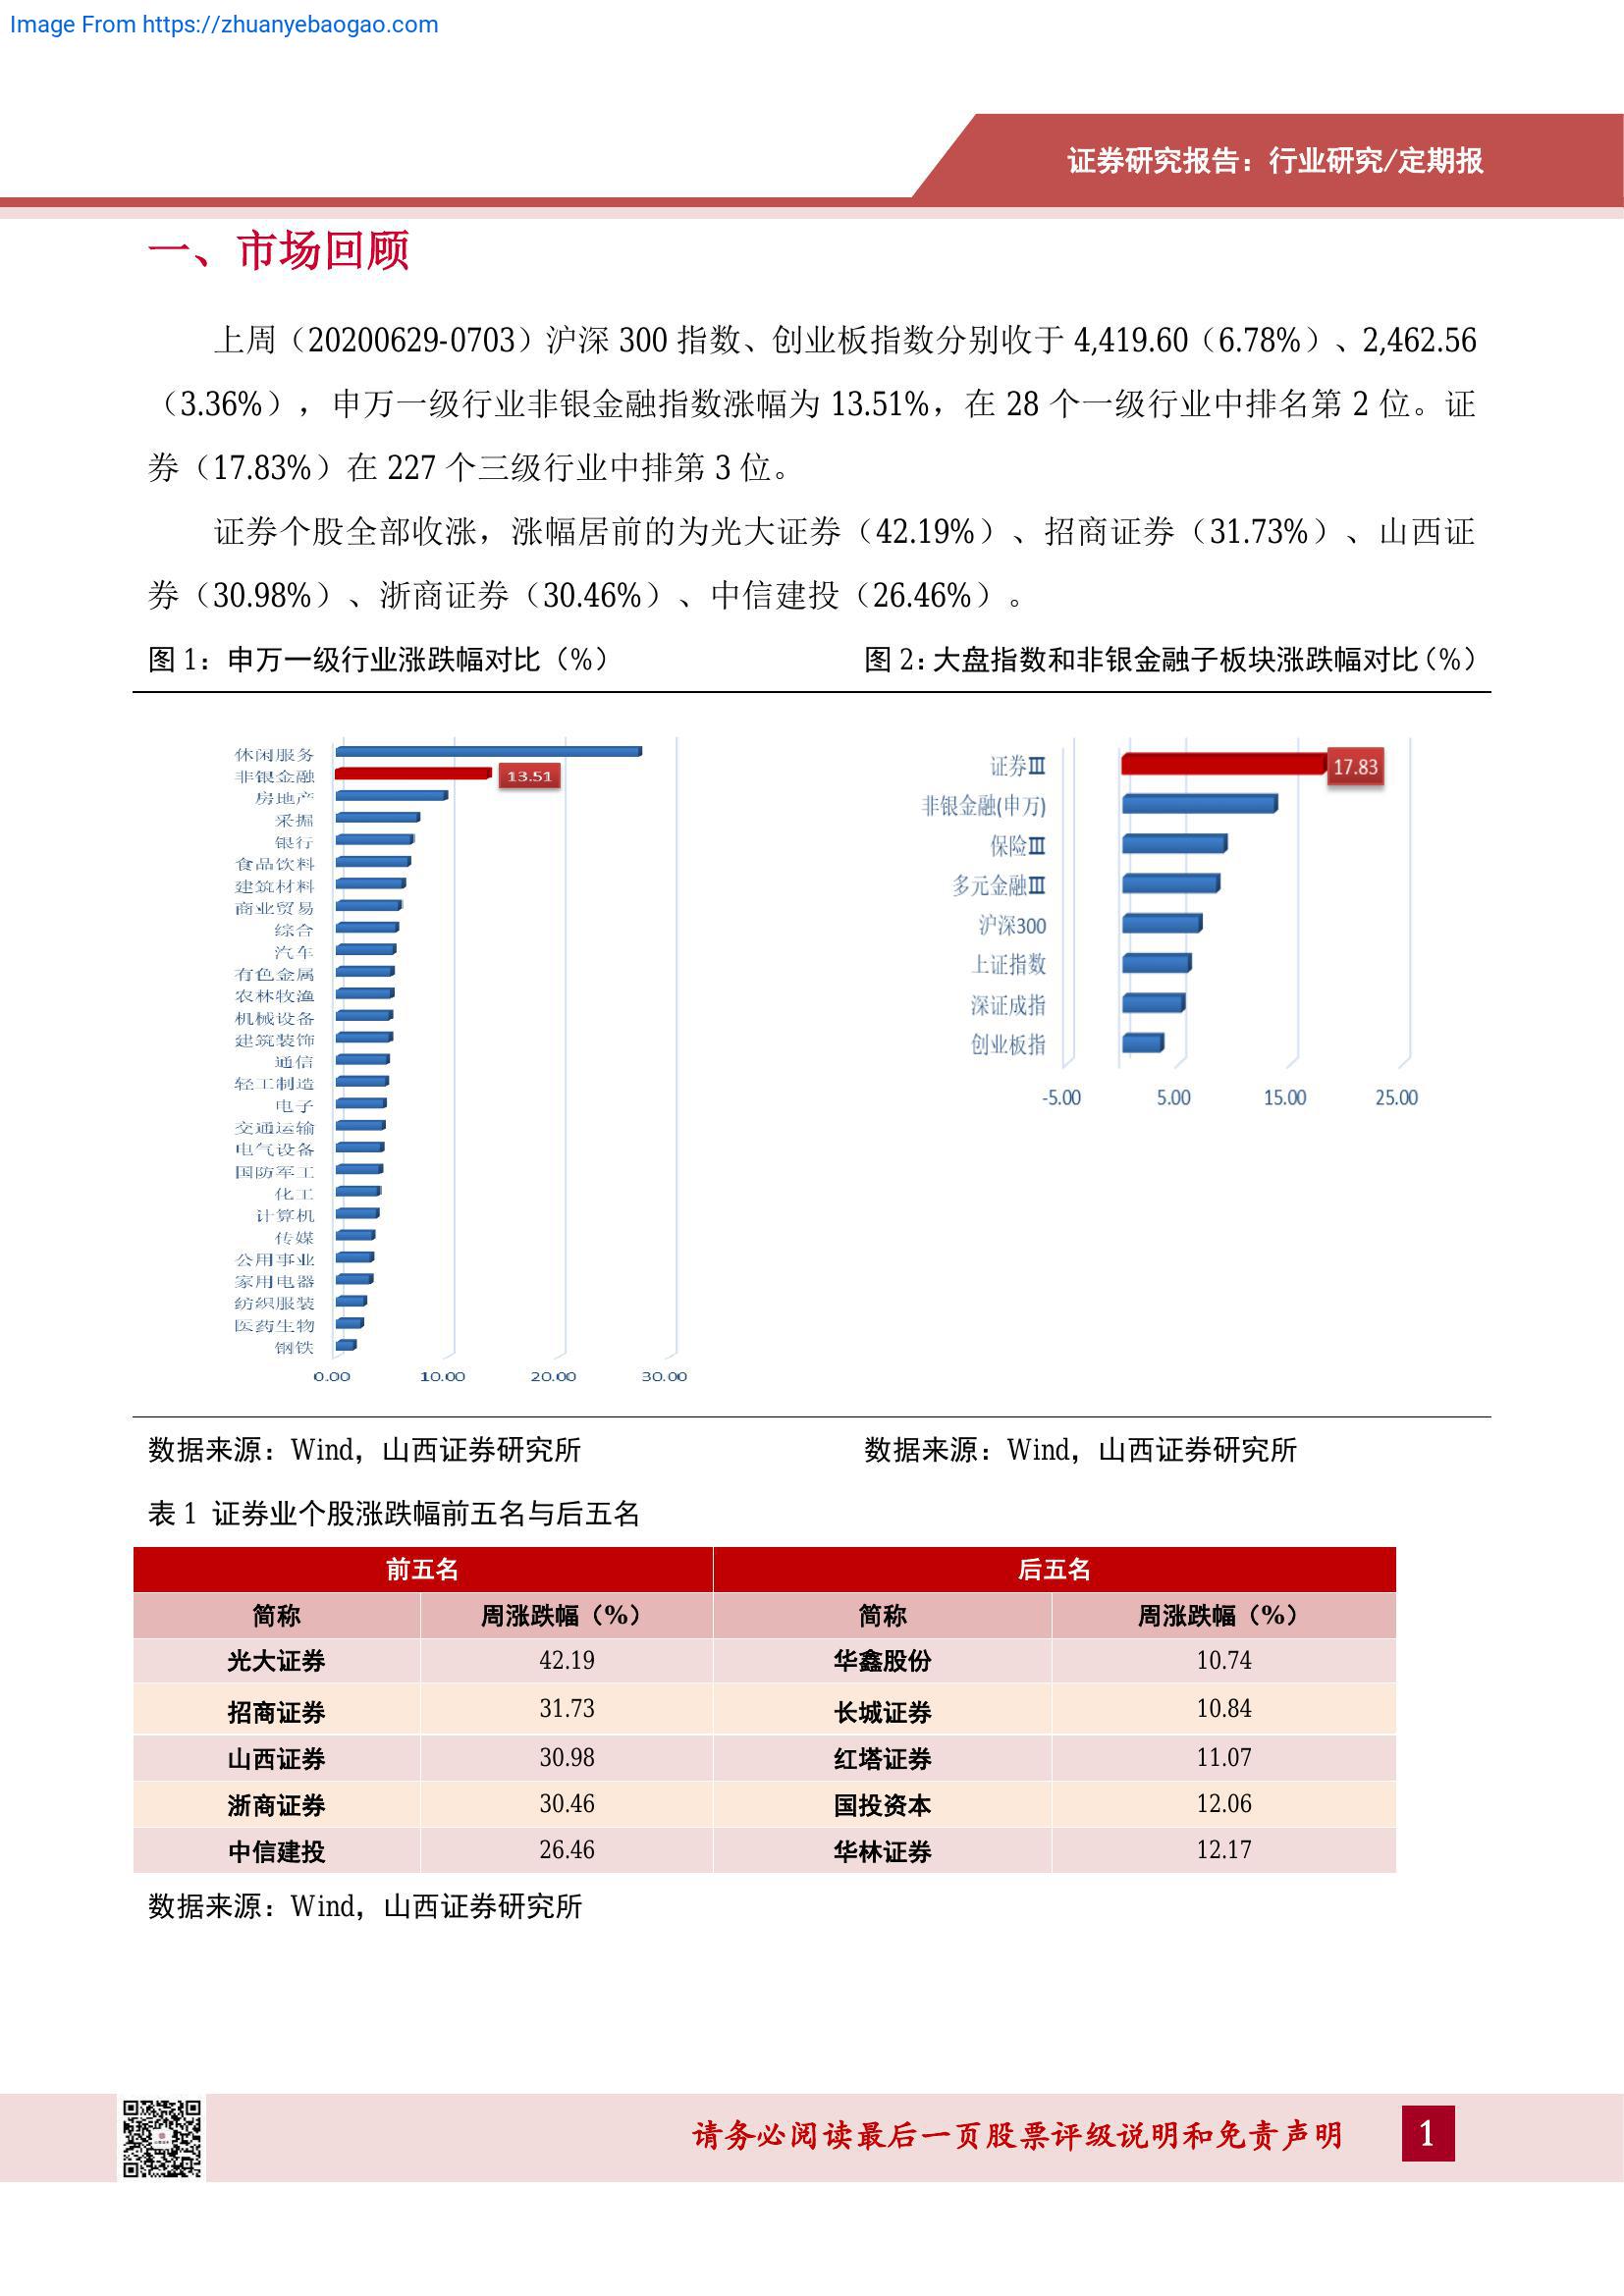 Image From https://zhuanyebaogao.com
证券研究报告：行业研究/定期报
一、市场回顾
上周（20200629-0703）沪深 300 指数、创业板指数分别收于 4,419.60（6.78%）、2,462.56
（3.36%），申万一级行业非银金融指数涨幅为 13.51%，在 28 个一级行业中排名第 2 位。证
券（17.83%）在 227 个三级行业中排第 3 位。
证券个股全部收涨，涨幅居前的为光大证券（42.19%）、招商证券（31.73%）、山西证
券（30.98%）、浙商证券（30.46%）、中信建投（26.46%）。
图 1：申万一级行业涨跌幅对比（%）
图 2：大盘指数和非银金融子板块涨跌幅对比（%）
休闲服务
非银金融
13.51
房地产
采掘
银行
食品饮料
建筑材料
商业贸易
综合
汽车
有色金属
农林牧渔
机械设备
建筑装饰
通信
轻工制造
电子
交通运输
电气设备
国防军工
化工
计算机
传媒
公用事业
家用电器
纺织服装
医药生物
钢铁
0.00 10.00 20.00 30.00
证券Ⅲ
17.83
非银金融(申万)
保险Ⅲ
多元金融Ⅲ
沪深300
上证指数
深证成指
创业板指
-5.00 5.00 15.00 25.00
数据来源：Wind，山西证券研究所
数据来源：Wind，山西证券研究所
表 1 证券业个股涨跌幅前五名与后五名
前五名 后五名
简称 周涨跌幅（%） 简称 周涨跌幅（%）
光大证券 42.19 华鑫股份 10.74
招商证券 31.73 长城证券 10.84
山西证券 30.98 红塔证券 11.07
浙商证券 30.46 国投资本 12.06
中信建投 26.46 华林证券 12.17
数据来源：Wind，山西证券研究所
请务必阅读最后一页股票评级说明和免责声明
1